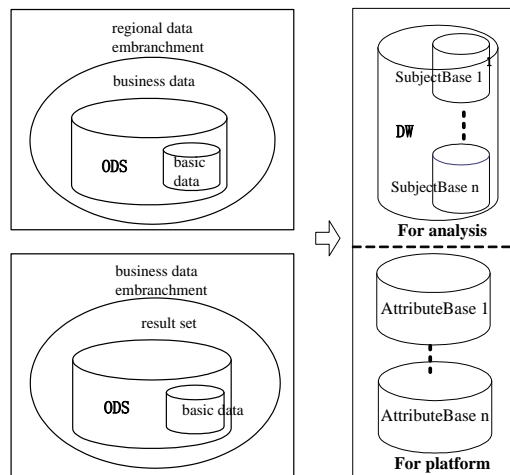 regional data
embranchment
business data
ODS
basic
data
business data
embranchment
result set
ODS
basic data
1
SubjectBase 1
DW
SubjectBase n
For analysis
AttributeBase 1
AttributeBase n
For platform